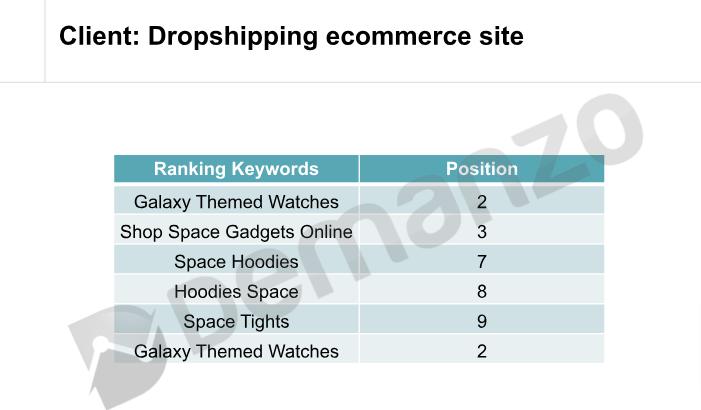 Client: Dropshipping ecommerce site
Ranking Keywords Position
Galaxy Themed Watches 2
Shop Space Gadgets Online 3
Space Hoodies 7
Hoodies Space 8
Space Tights 9
Galaxy Themed Watches 2
Demanzo